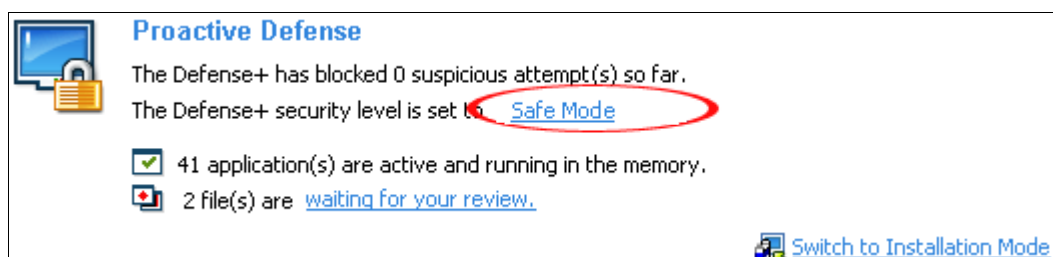 Proactive Defense
The Defense+ has blocked 0 suspicious attempt(s) so far.
The Defense+ security level is set to Safe Mode
41 application(s) are active and running in the memory.
2 file(s) are waiting for your review.
Switch to Installation Mode